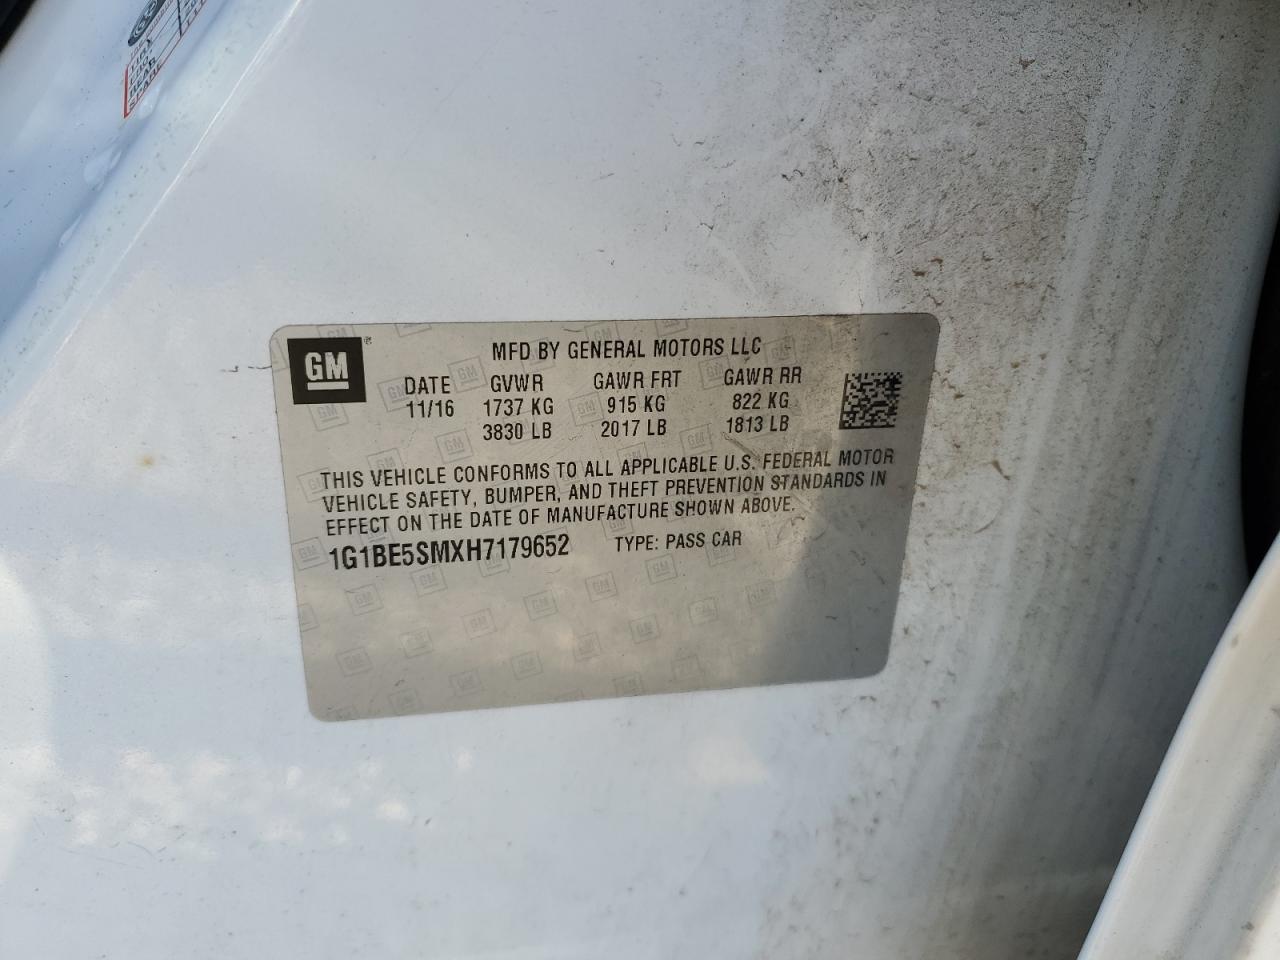 GM
MFD BY GENERAL MOTORS LLC
DATE GVWR GAWR FRT GAWR RR
11/16 1737 KG 915 KG 822 KG
3830 LB 2017 LB 1813 LB
THIS VEHICLE CONFORMS TO ALL APPLICABLE U.S. FEDERAL MOTOR
VEHICLE SAFETY, BUMPER, AND THEFT PREVENTION STANDARDS IN
EFFECT ON THE DATE OF MANUFACTURE SHOWN ABOVE.
1G1BE5SMXH7179652 TYPE: PASS CAR